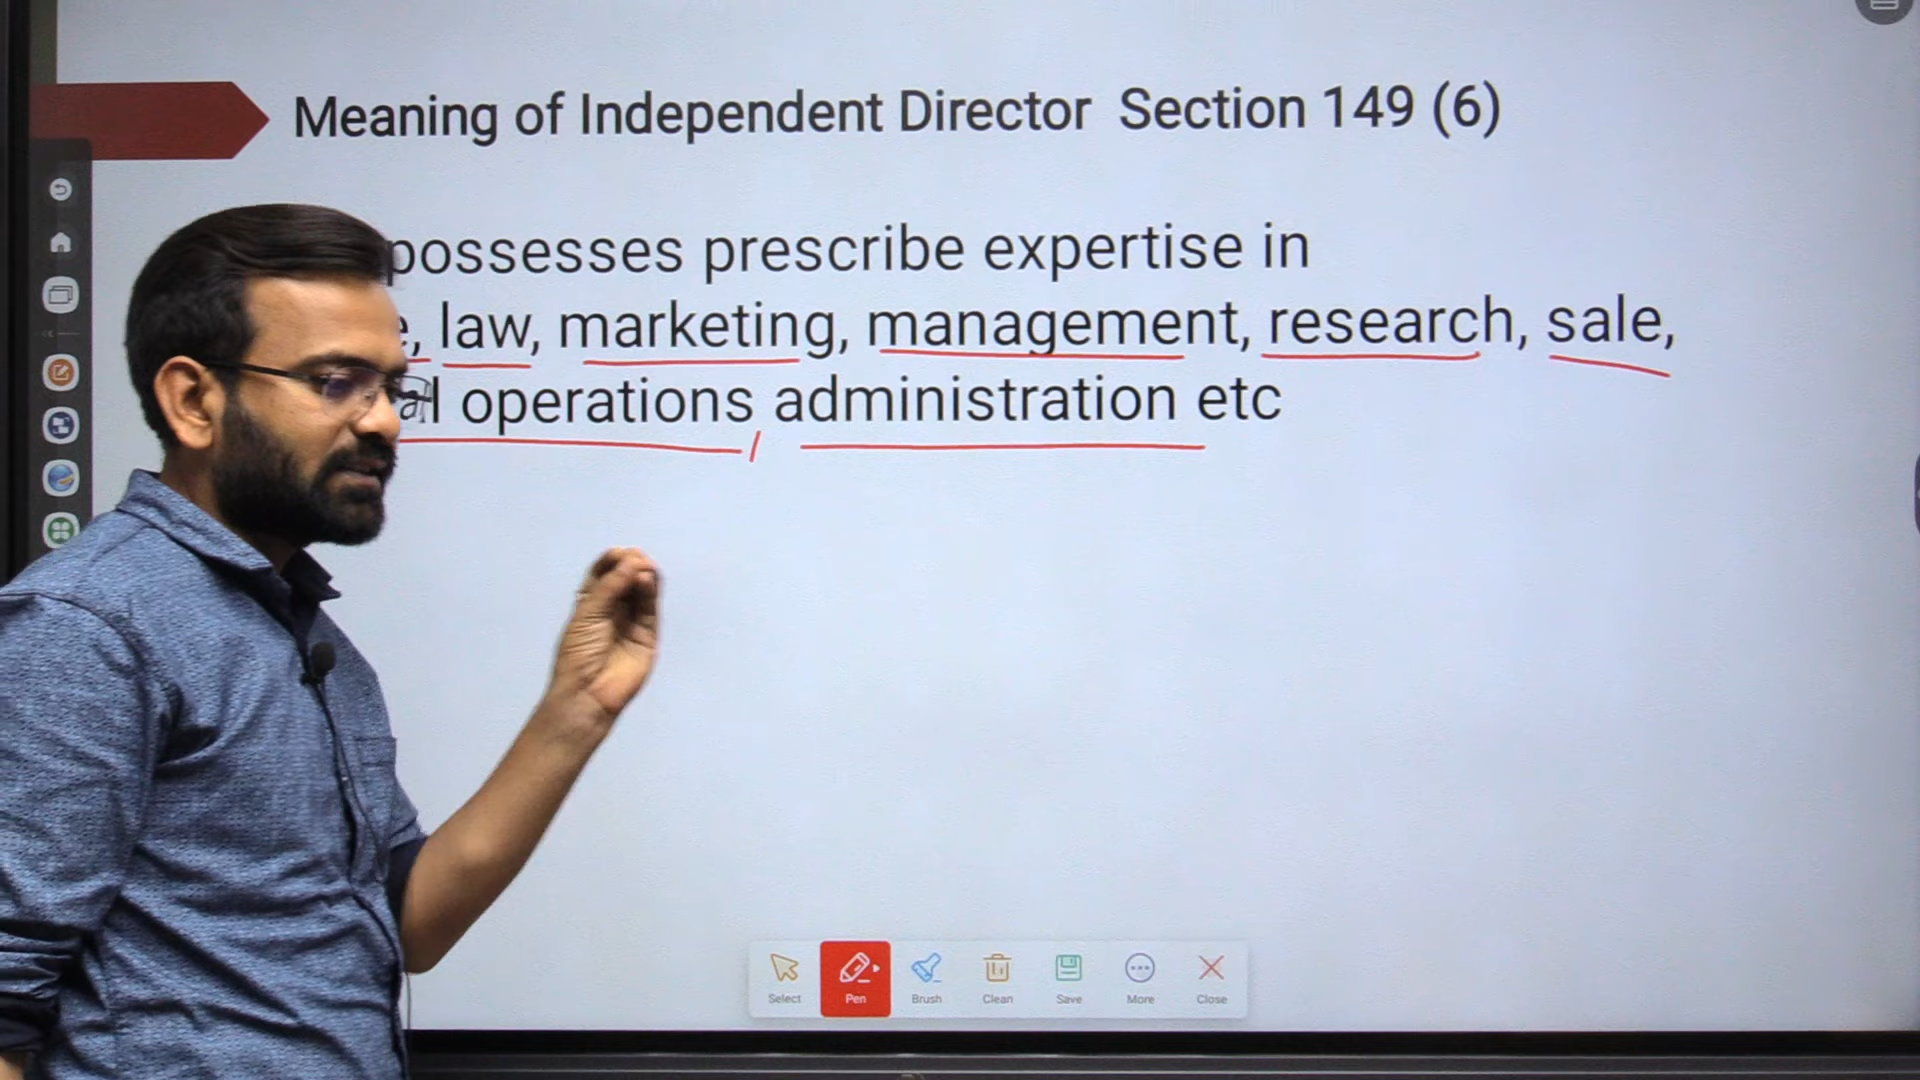 Meaning of Independent Director Section 149 (6)
possesses prescribe expertise in
law, marketing, management, research, sale,
operations administration etc
Select Pen Brush Clean Save More Close